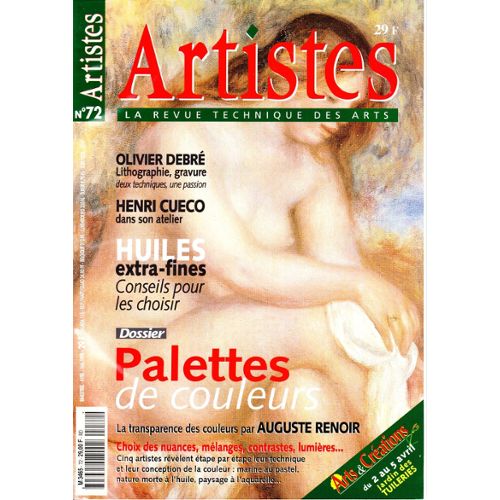 Artistes
N°72
29 F
Artistes
LA REVUE TECHNIQUE DES ARTS
OLIVIER DEBRÉ
Lithographie, gravure
deux techniques, une passion
HENRI CUECO
dans son atelier
HUILES
extra-fines
Conseils pour
les choisir
Dossier
Palettes
de couleurs
La transparence des couleurs par AUGUSTE RENOIR
Choix des nuances, mélanges, contrastes, lumières...
Cinq artistes révèlent étape par étape leur technique
et leur conception de la couleur : marine au pastel,
nature morte à l'huile, paysage à l'aquarelle...
Arts & Créations
du 2 au 5 avril
Jardin des
TUILERIES